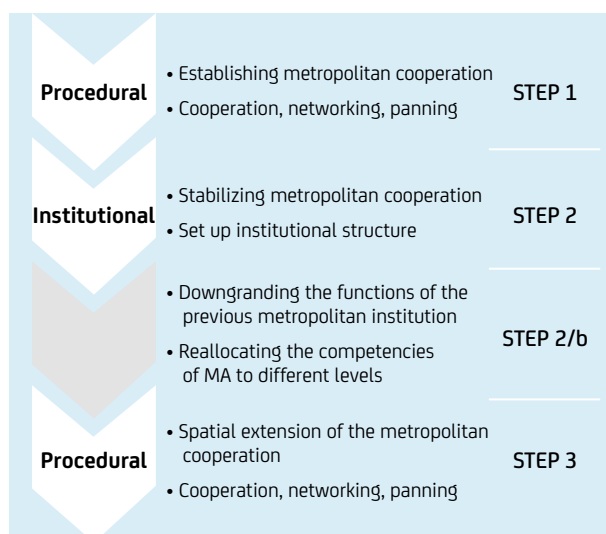 Procedural
• Establishing metropolitan cooperation
• Cooperation, networking, panning
STEP 1
Institutional
• Stabilizing metropolitan cooperation
• Set up institutional structure
STEP 2
• Downgranding the functions of the
previous metropolitan institution
• Reallocating the competencies
of MA to different levels
STEP 2/b
Procedural
• Spatial extension of the metropolitan
cooperation
• Cooperation, networking, panning
STEP 3